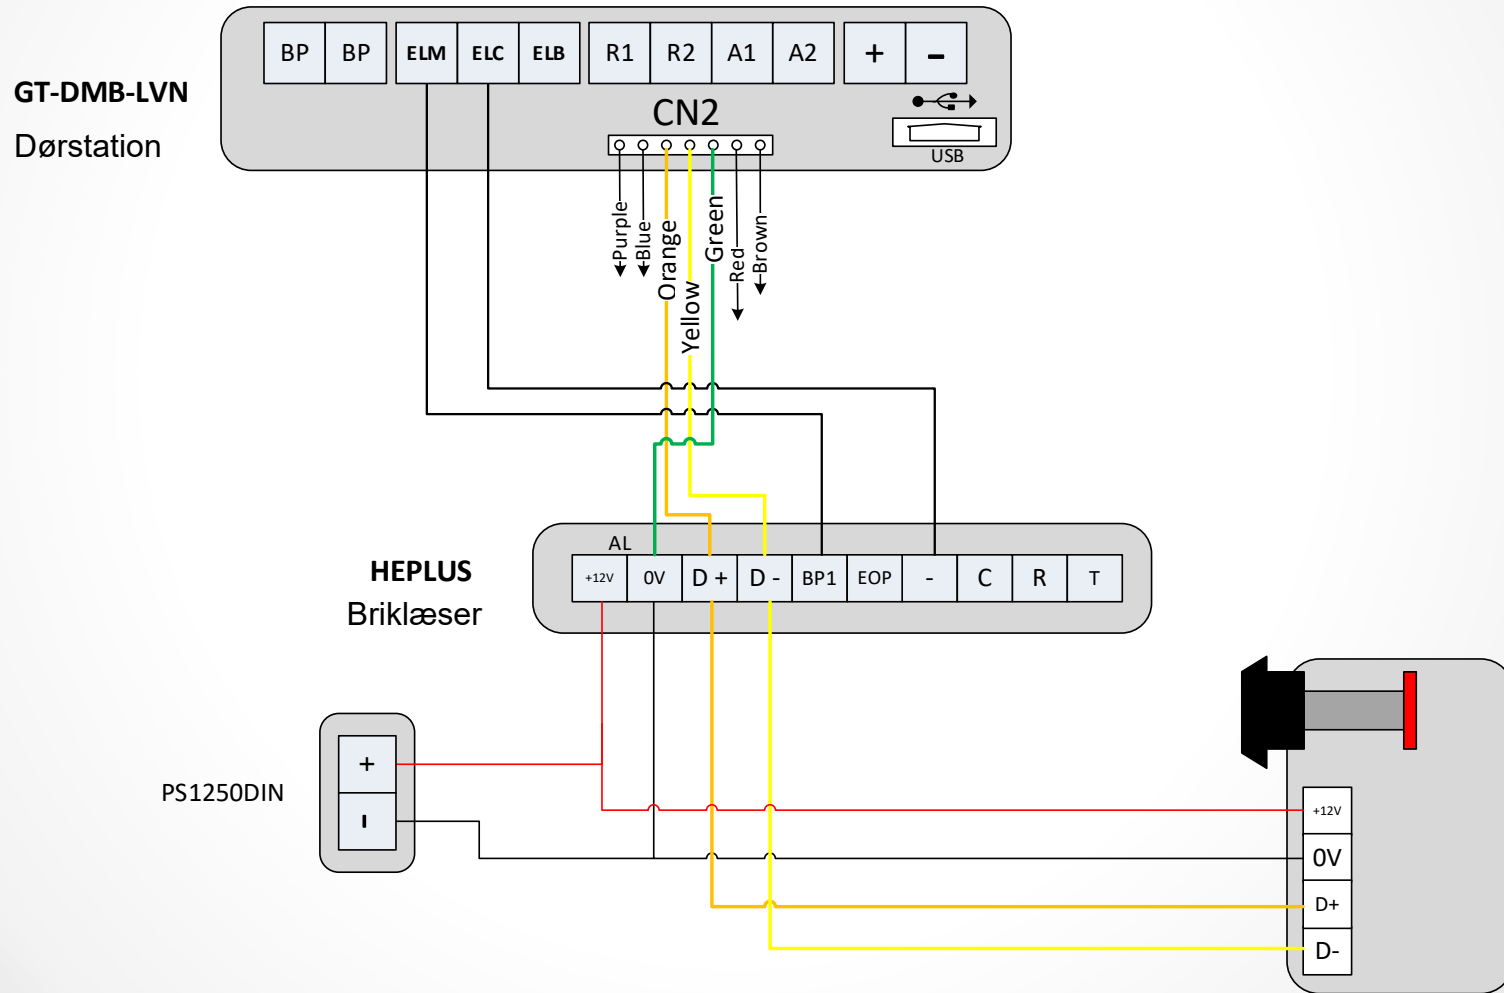 BP BP ELM ELC ELB R1 R2 A1 A2 + -
GT-DMB-LVN
Dørstation
CN2
USB
Purple
Blue
Orange
Yellow
Green
Red
Brown
AL
HEPLUS
Briklæser
+12V 0V D + D - BP1 EOP - C R T
PS1250DIN
+
-
+12V
0V
D+
D-